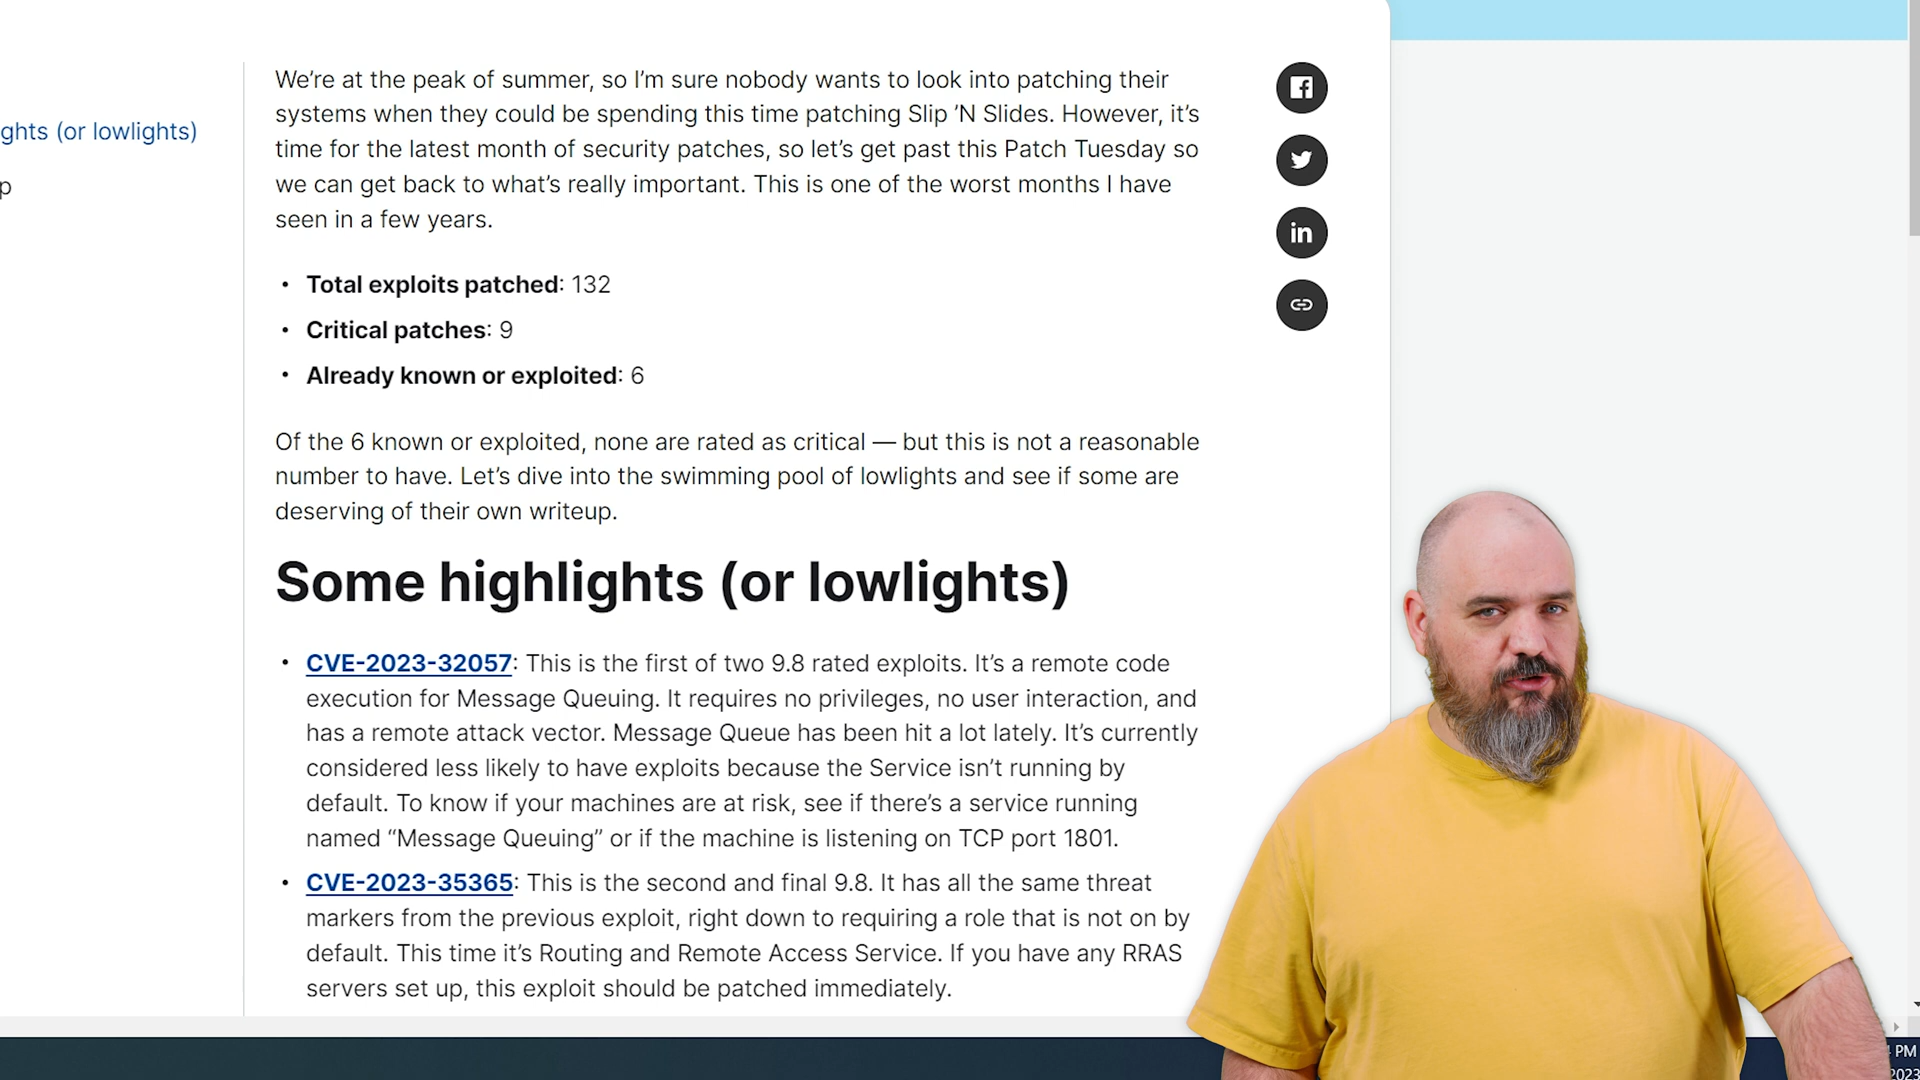 We’re at the peak of summer, so I’m sure nobody wants to look into patching their
systems when they could be spending this time patching Slip ’N Slides. However, it’s
ghts (or lowlights)
time for the latest month of security patches, so let’s get past this Patch Tuesday so
p
we can get back to what’s really important. This is one of the worst months I have
seen in a few years.
• Total exploits patched: 132
• Critical patches: 9
• Already known or exploited: 6
Of the 6 known or exploited, none are rated as critical — but this is not a reasonable
number to have. Let’s dive into the swimming pool of lowlights and see if some are
deserving of their own writeup.
Some highlights (or lowlights)
• CVE-2023-32057: This is the first of two 9.8 rated exploits. It’s a remote code
execution for Message Queuing. It requires no privileges, no user interaction, and
has a remote attack vector. Message Queue has been hit a lot lately. It’s currently
considered less likely to have exploits because the Service isn’t running by
default. To know if your machines are at risk, see if there’s a service running
named “Message Queuing” or if the machine is listening on TCP port 1801.
• CVE-2023-35365: This is the second and final 9.8. It has all the same threat
markers from the previous exploit, right down to requiring a role that is not on by
default. This time it’s Routing and Remote Access Service. If you have any RRAS
servers set up, this exploit should be patched immediately.
PM
2023